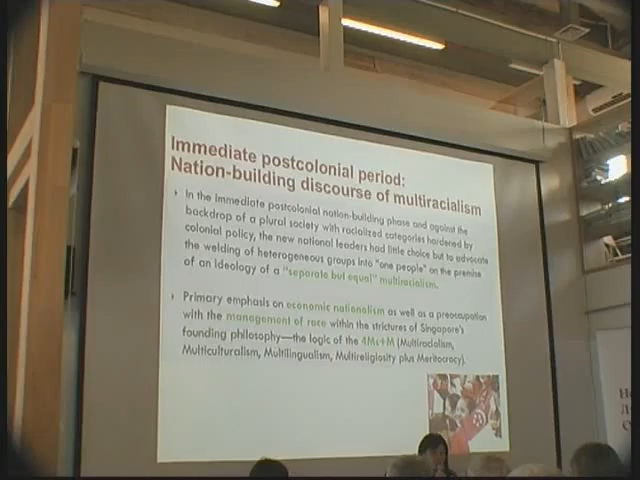 Immediate postcolonial period:
Nation-building discourse of multiracialism
In the immediate postcolonial nation-building phase and against the
backdrop of a plural society with racialized categories hardened by
colonial policy, the new national leaders had little choice but to advocate
the welding of heterogeneous groups into "one people" on the premise
of an ideology of a "separate but equal" multiracialism.
Primary emphasis on economic nationalism as well as a preoccupation
with the management of race within the strictures of Singapore's
founding philosophy—the logic of the 4Ms+M (Multiracialism,
Multiculturalism, Multilingualism, Multireligiosity plus Meritocracy).